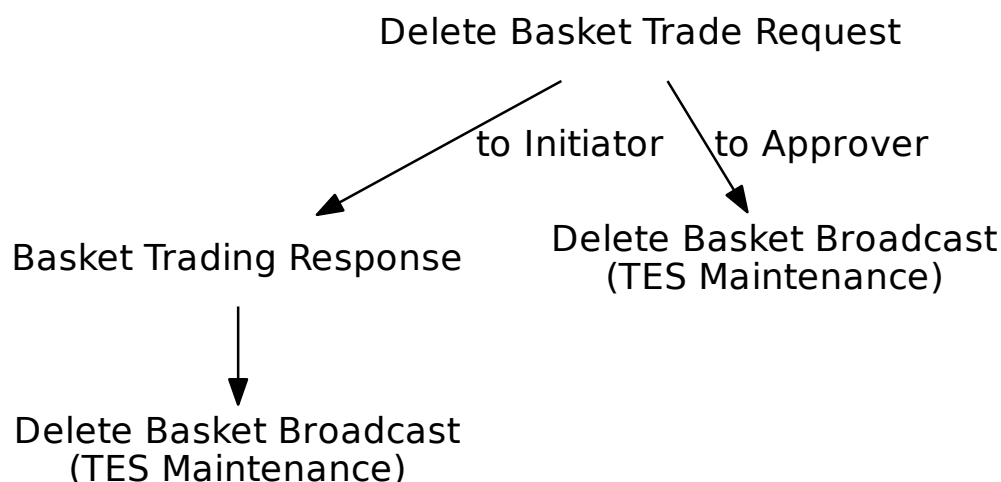 Delete Basket Trade Request
to Initiator
to Approver
Basket Trading Response
Delete Basket Broadcast
(TES Maintenance)
Delete Basket Broadcast
(TES Maintenance)